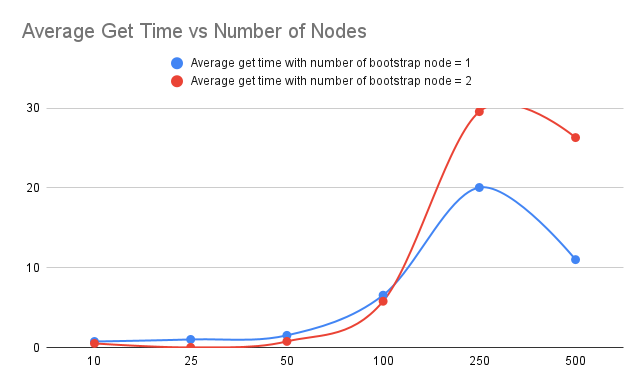 Average Get Time vs Number of Nodes
Average get time with number of bootstrap node = 1
Average get time with number of bootstrap node = 2
30
20
10
0
10 25 50 100 250 500